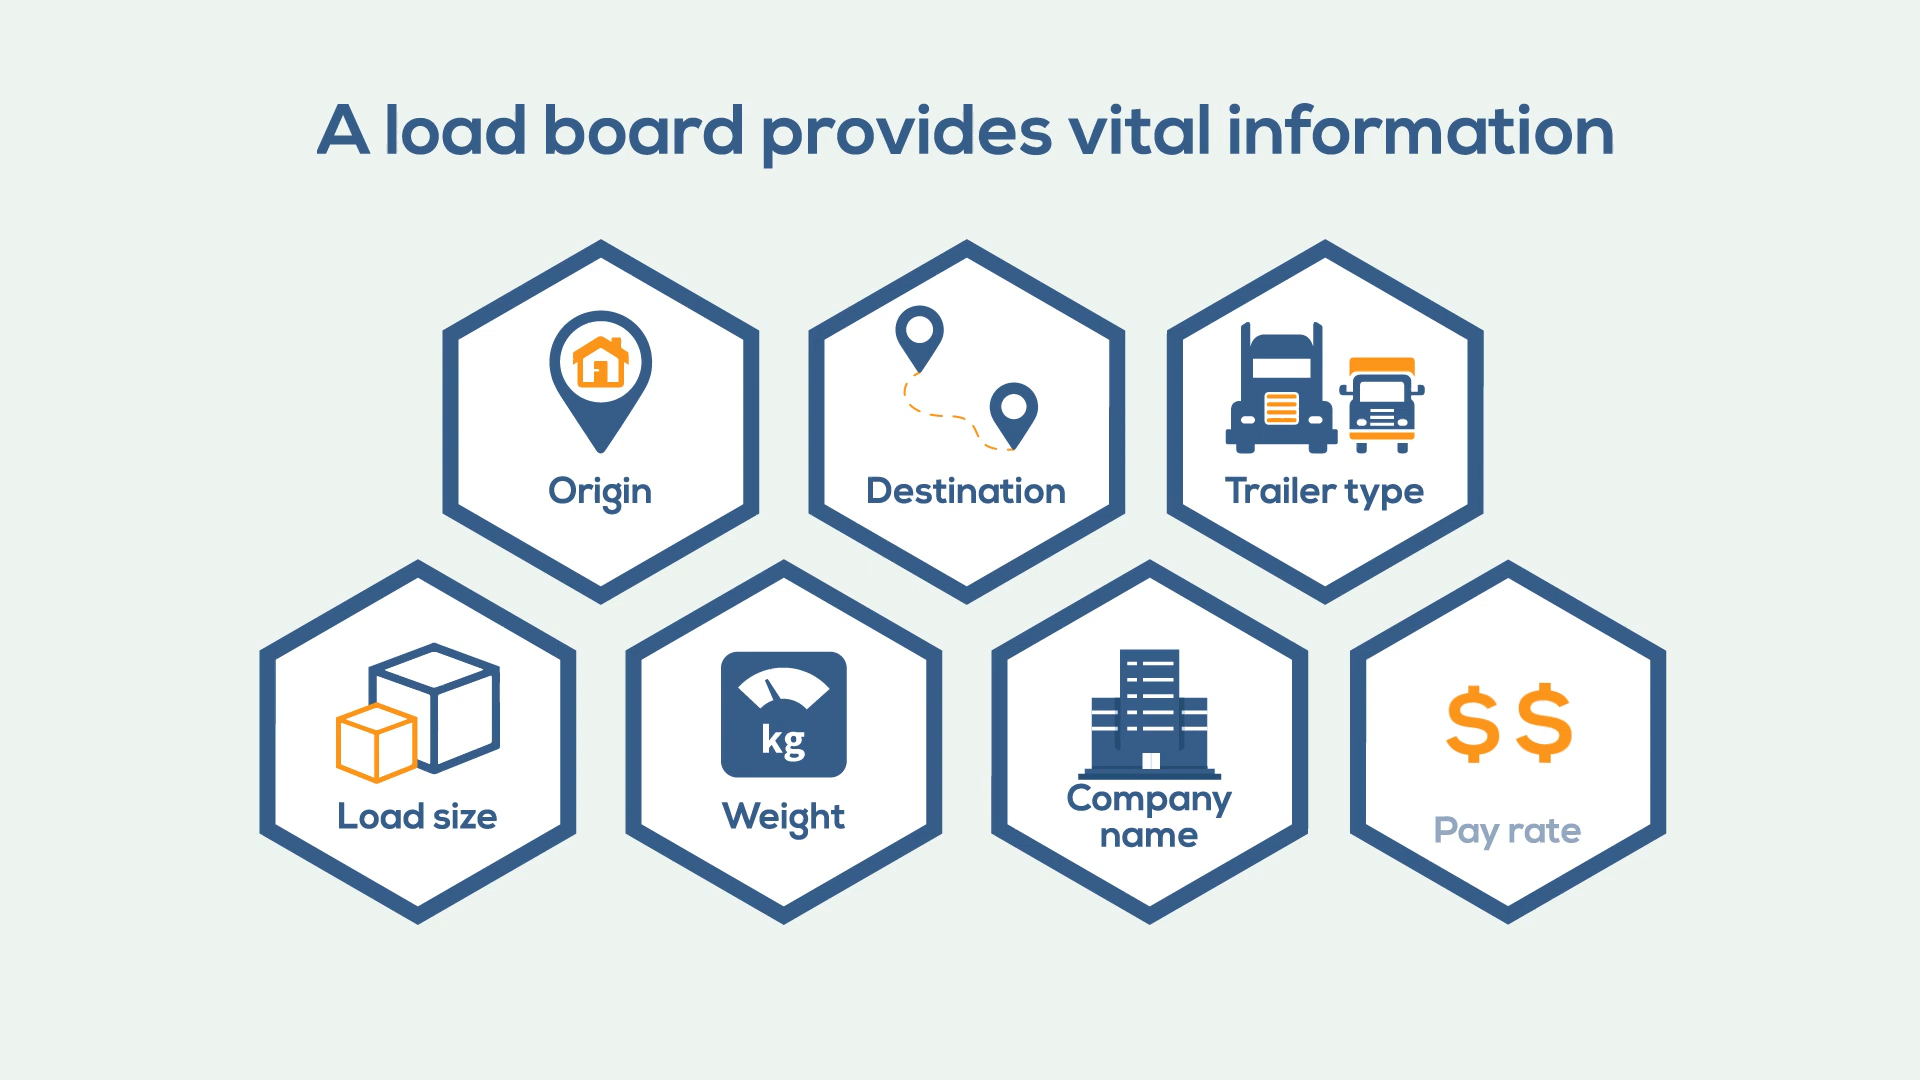 A load board provides vital information
Origin
Destination
Trailer type
Load size
kg
Weight
Company
name
$$
Pay rate